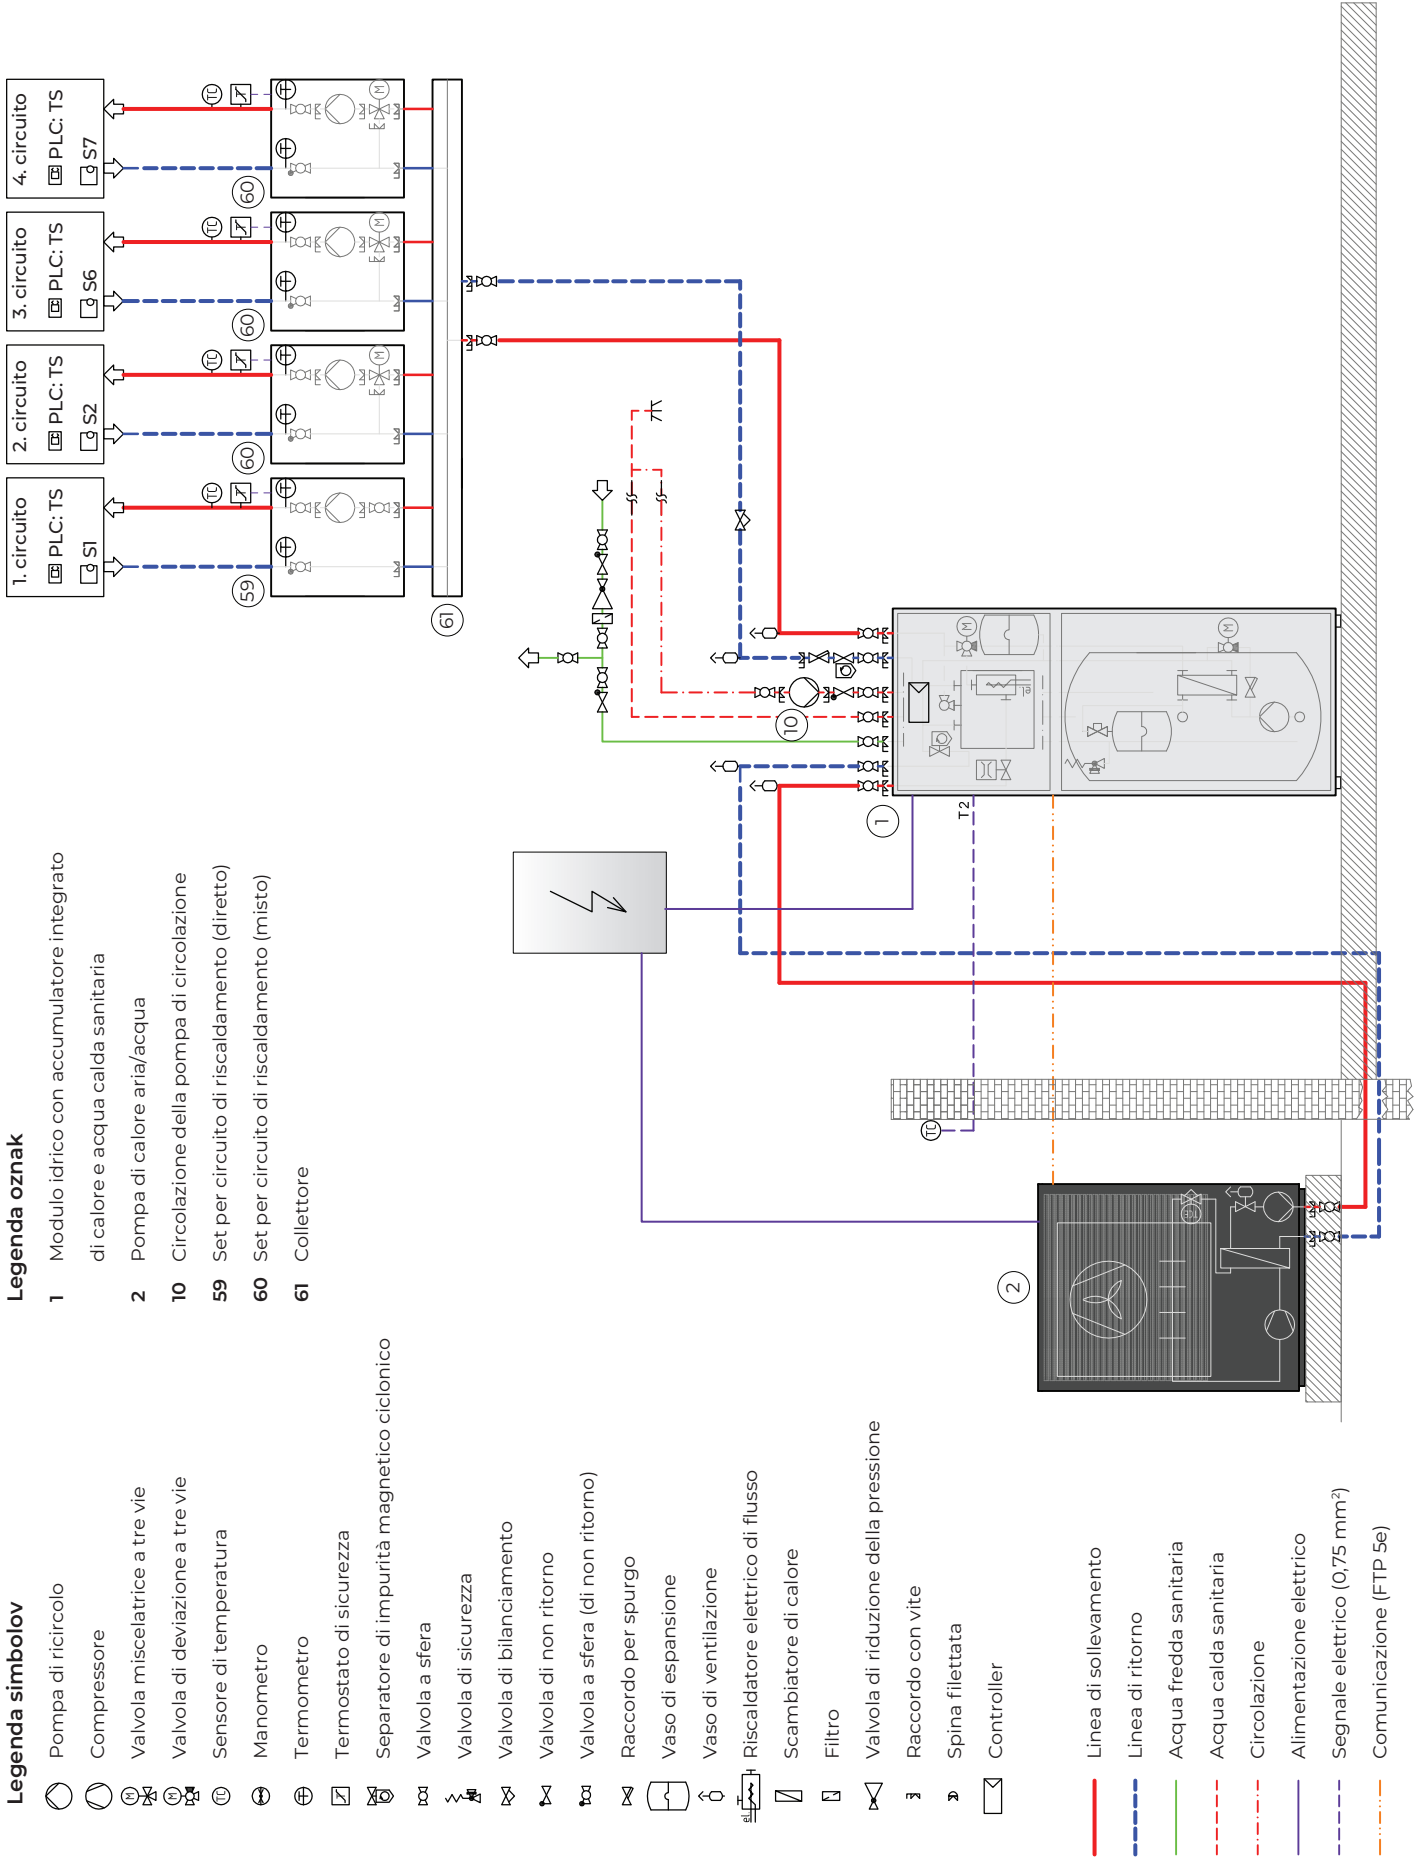 Legenda simbolov
Pompa di ricircolo
Compressore
Valvola miscelatrice a tre vie
Valvola di deviazione a tre vie
Sensore di temperatura
Manometro
Termometro
Termostato di sicurezza
Separatore di impurità magnetico ciclonico
Valvola a sfera
Valvola di sicurezza
Valvola di bilanciamento
Valvola di non ritorno
Valvola a sfera (di non ritorno)
Raccordo per spurgo
Vaso di espansione
Vaso di ventilazione
Riscaldatore elettrico di flusso
Scambiatore di calore
Filtro
Valvola di riduzione della pressione
Raccordo con vite
Spina filettata
Controller
M
M
TC
el.
Linea di sollevamento
Linea di ritorno
Acqua fredda sanitaria
Acqua calda sanitaria
Circolazione
Alimentazione elettrico
Segnale elettrico (0,75 mm²)
Comunicazione (FTP 5e)
Legenda oznak
1 Modulo idrico con accumulatore integrato
di calore e acqua calda sanitaria
2 Pompa di calore aria/acqua
10 Circolazione della pompa di circolazione
59 Set per circuito di riscaldamento (diretto)
60 Set per circuito di riscaldamento (misto)
61 Collettore
1. circuito
PLC: TS
S1
2. circuito
PLC: TS
S2
3. circuito
PLC: TS
S6
4. circuito
PLC: TS
S7
TC
TC
TC
TC
59
60
60
60
M
M
M
61
10
1
T2
TC
2
M
M
el.